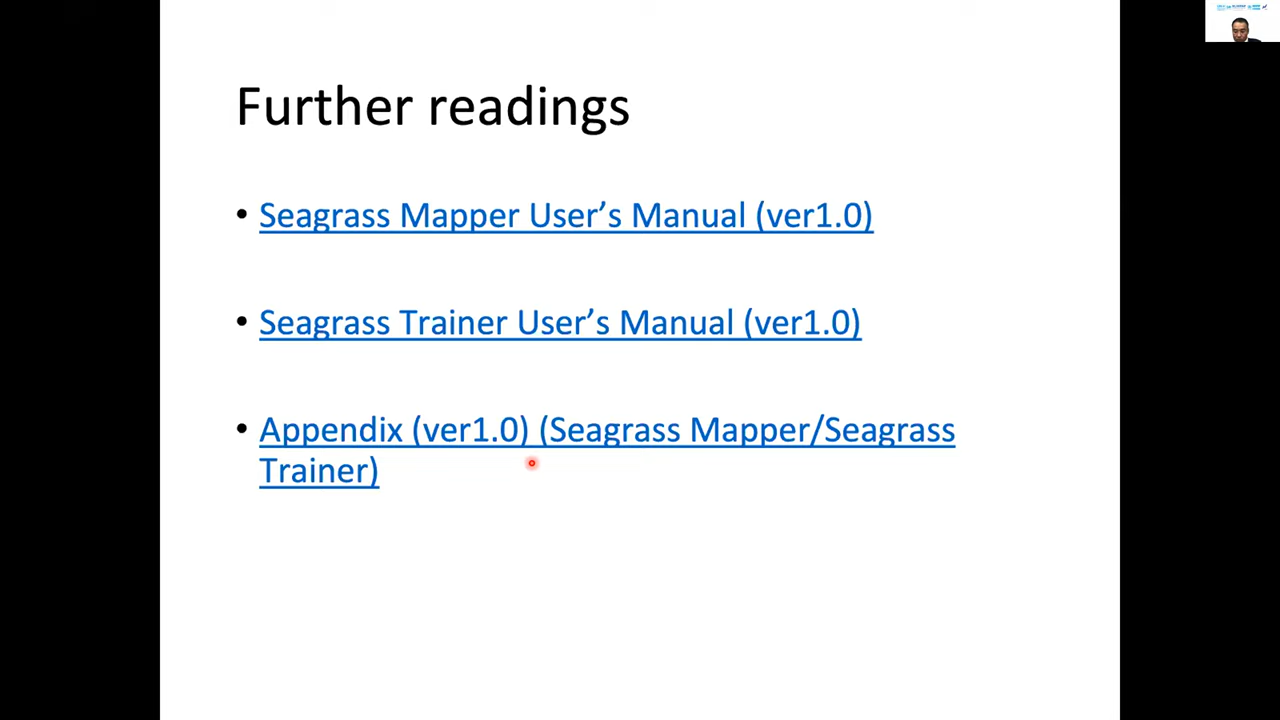 Further readings
• Seagrass Mapper User’s Manual (ver1.0)
• Seagrass Trainer User’s Manual (ver1.0)
• Appendix (ver1.0) (Seagrass Mapper/Seagrass
Trainer)